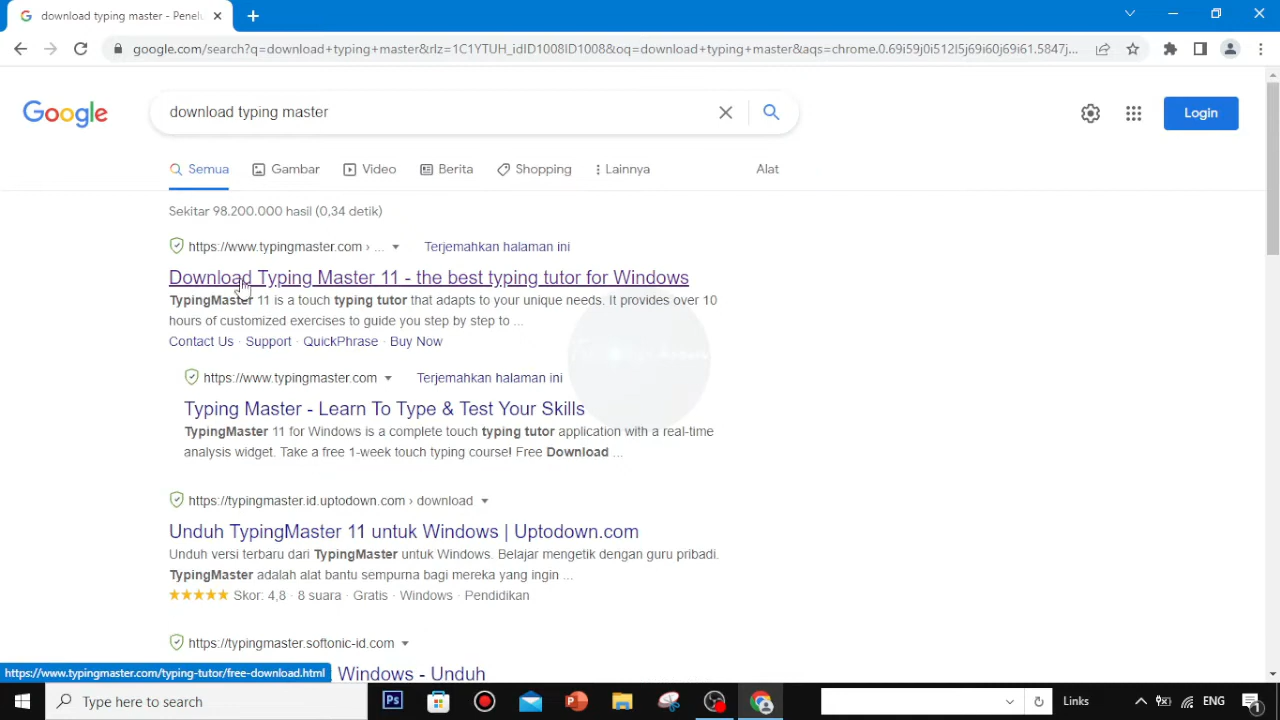 download typing master - Penel
google.com/search?q=download+typing+master&rlz=1C1YTUH_idID1008ID1008&oq=download+typing+master&aqs=chrome.0.69i59j0i512l5j69i60j69i61.5847j...
Google
download typing master
Login
Semua Gambar Video Berita Shopping Lainnya Alat
Sekitar 98.200.000 hasil (0,34 detik)
https://www.typingmaster.com › ... Terjemahkan halaman ini
Download Typing Master 11 - the best typing tutor for Windows
TypingMaster 11 is a touch typing tutor that adapts to your unique needs. It provides over 10
hours of customized exercises to guide you step by step to ...
Contact Us · Support · QuickPhrase · Buy Now
https://www.typingmaster.com Terjemahkan halaman ini
Typing Master - Learn To Type & Test Your Skills
TypingMaster 11 for Windows is a complete touch typing tutor application with a real-time
analysis widget. Take a free 1-week touch typing course! Free Download ...
https://typingmaster.id.uptodown.com › download
Unduh TypingMaster 11 untuk Windows | Uptodown.com
Unduh versi terbaru dari TypingMaster untuk Windows. Belajar mengetik dengan guru pribadi.
TypingMaster adalah alat bantu sempurna bagi mereka yang ingin ...
Skor: 4,8 · 8 suara · Gratis · Windows · Pendidikan
https://typingmaster.softonic-id.com
Windows - Unduh
https://www.typingmaster.com/typing-tutor/free-download.html
Type here to search
Ps
Links
ENG
1